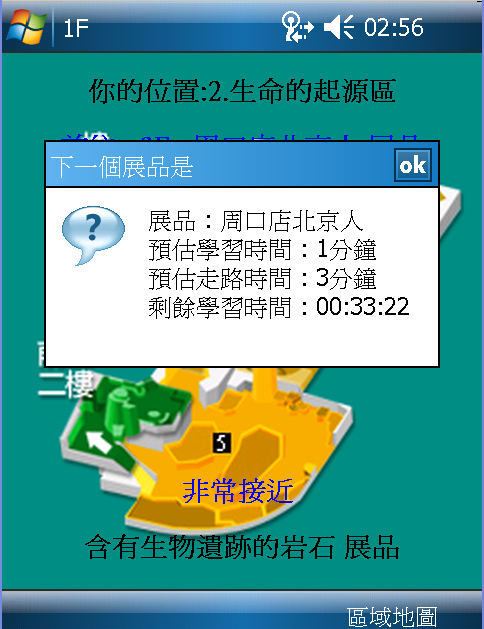 1F
02:56
你的位置:2.生命的起源區
下一個展品是
ok
?
展品：周口店北京人
預估學習時間：1分鐘
預估走路時間：3分鐘
剩餘學習時間：00:33:22
二樓
5
非常接近
含有生物遺跡的岩石 展品
區域地圖